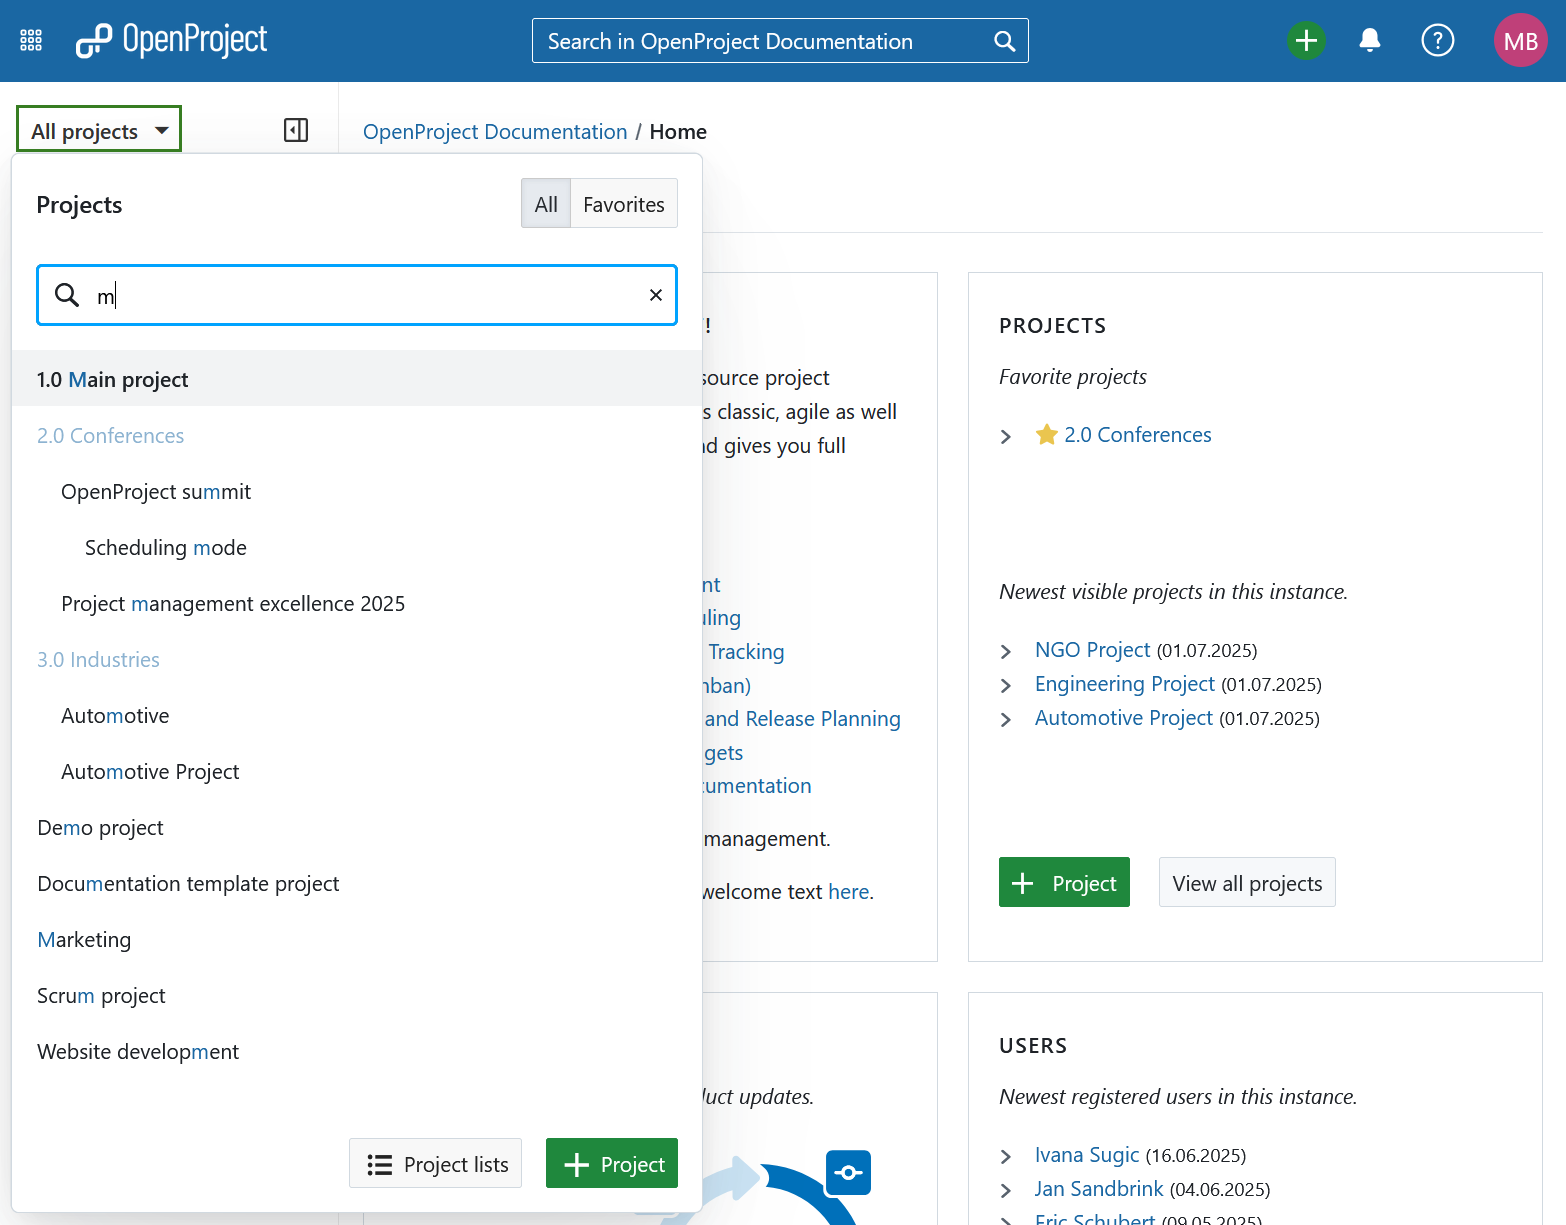 OpenProject
Search in OpenProject Documentation
MB
All projects
OpenProject Documentation / Home
Projects
All
Favorites
m
1.0 Main project
2.0 Conferences
OpenProject summit
Scheduling mode
Project management excellence 2025
3.0 Industries
Automotive
Automotive Project
Demo project
Documentation template project
Marketing
Scrum project
Website development
Project lists
+ Project
!
source project
s classic, agile as well
nd gives you full
nt
uling
Tracking
nban)
and Release Planning
gets
cumentation
management.
welcome text here.
duct updates.
PROJECTS
Favorite projects
2.0 Conferences
Newest visible projects in this instance.
NGO Project (01.07.2025)
Engineering Project (01.07.2025)
Automotive Project (01.07.2025)
+ Project
View all projects
USERS
Newest registered users in this instance.
Ivana Sugic (16.06.2025)
Jan Sandbrink (04.06.2025)
Eric Schubert (09.05.2025)